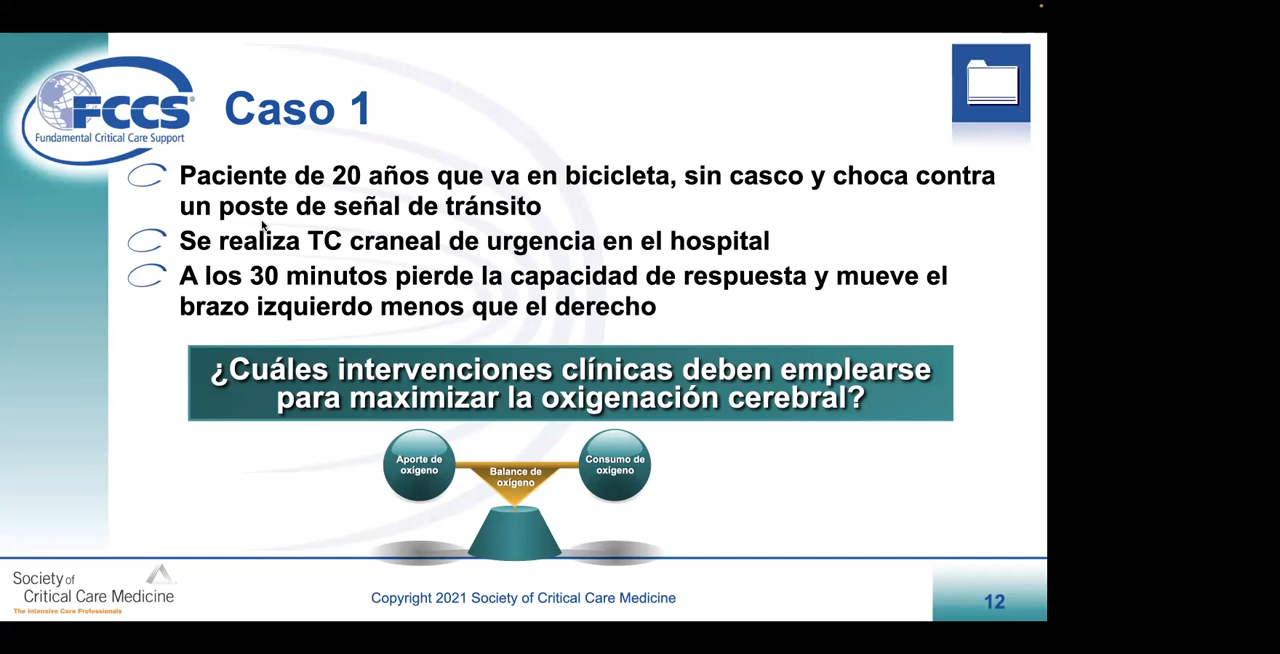 FCCS®
Fundamental Critical Care Support
Caso 1
Paciente de 20 años que va en bicicleta, sin casco y choca contra
un poste de señal de tránsito
Se realiza TC craneal de urgencia en el hospital
A los 30 minutos pierde la capacidad de respuesta y mueve el
brazo izquierdo menos que el derecho
¿Cuáles intervenciones clínicas deben emplearse
para maximizar la oxigenación cerebral?
Aporte de
oxígeno
Balance de
oxígeno
Consumo de
oxígeno
Society of
Critical Care Medicine
The Intensive Care Professionals
Copyright 2021 Society of Critical Care Medicine
12